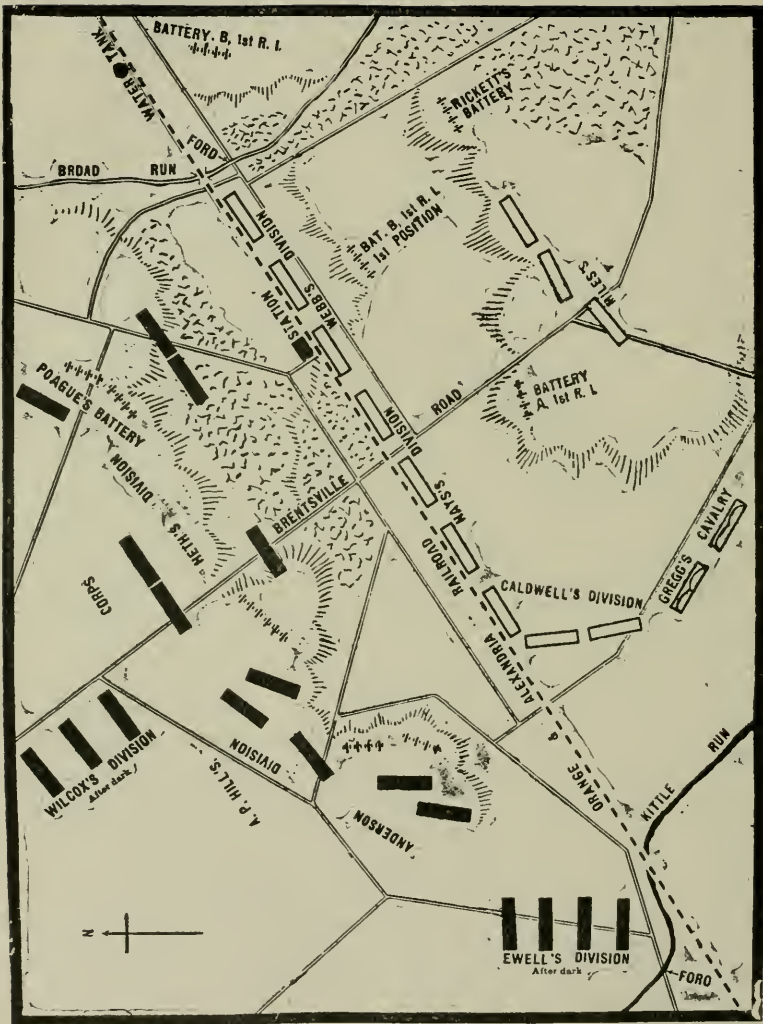 BATTERY. B, 1st R. I.
WATER TANK
RICKETT'S
BATTERY
FORD
BROAD RUN
BAT. B, 1st R. I.
1st POSITION
WEBB'S DIVISION
STATION
MILES'S
POAGUE'S BATTERY
BATTERY
A, 1st R. I.
BRENTSVILLE ROAD
HETH'S DIVISION
HAYS'S DIVISION
CORPS
GREGG'S CAVALRY
CALDWELL'S DIVISION
ORANGE & ALEXANDRIA RAILROAD
WILCOX'S DIVISION
After dark
A. P. HILL'S
ANDERSON DIVISION
KITTLE RUN
N
EWELL'S DIVISION
After dark
FORD